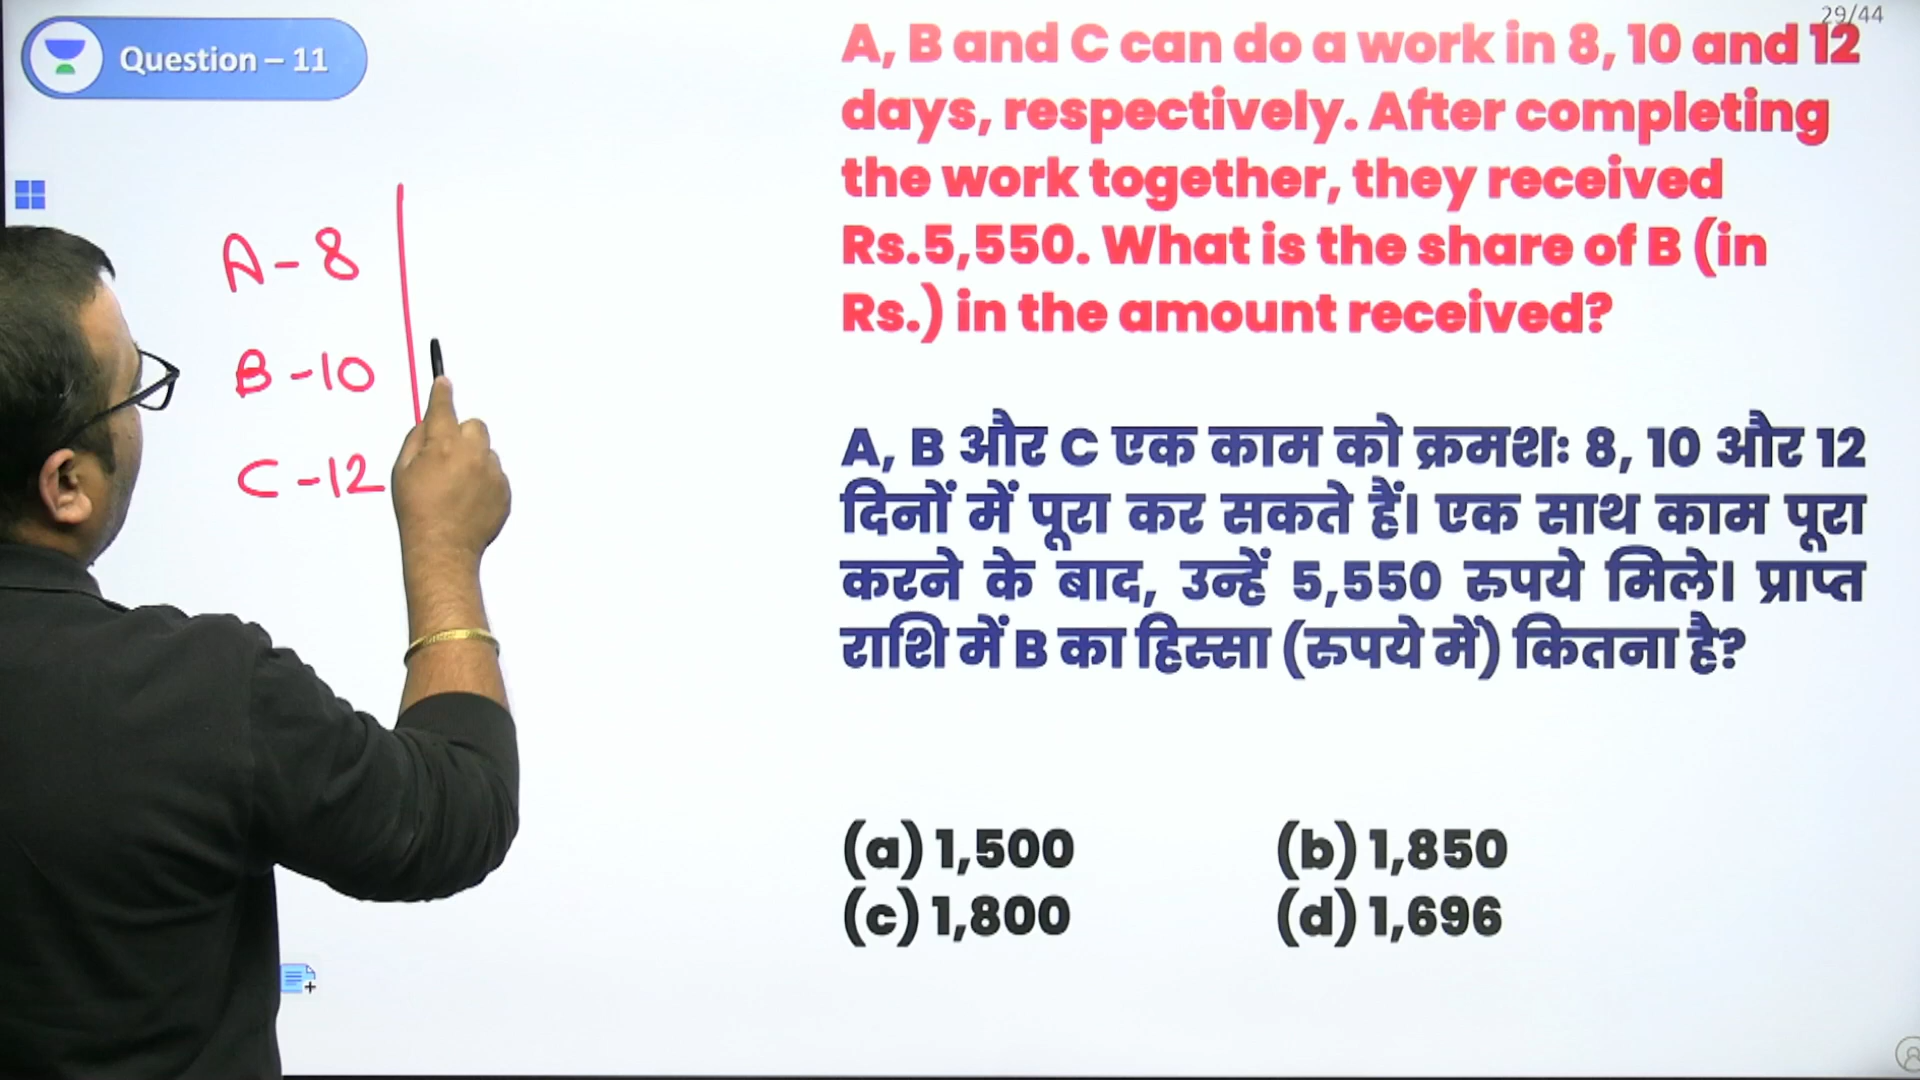 29/44
Question – 11
A, B and C can do a work in 8, 10 and 12
days, respectively. After completing
the work together, they received
Rs.5,550. What is the share of B (in
Rs.) in the amount received?
A - 8
B - 10
C - 12
A, B और C एक काम को क्रमशः 8, 10 और 12
दिनों में पूरा कर सकते हैं। एक साथ काम पूरा
करने के बाद, उन्हें 5,550 रुपये मिले। प्राप्त
राशि में B का हिस्सा (रुपये में) कितना है?
(a) 1,500 (b) 1,850
(c) 1,800 (d) 1,696